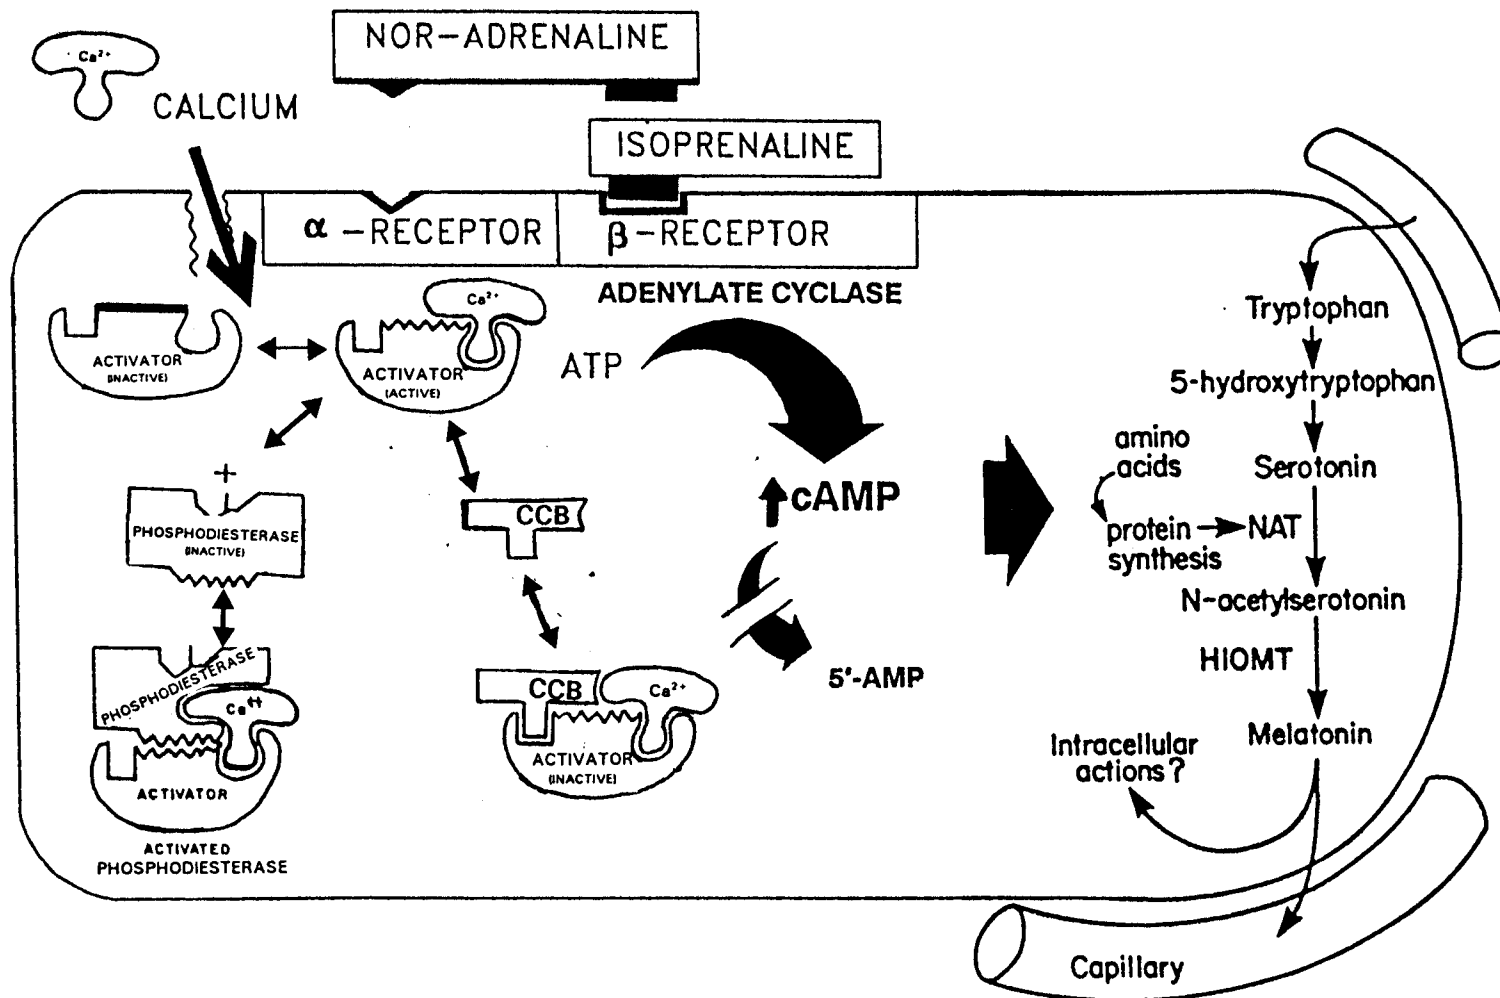 NOR-ADRENALINE
Ca²⁺
CALCIUM
ISOPRENALINE
α-RECEPTOR
β-RECEPTOR
ADENYLATE CYCLASE
Ca²⁺
ACTIVATOR
(INACTIVE)
ACTIVATOR
(ACTIVE)
ATP
cAMP
5'-AMP
+
PHOSPHODIESTERASE
(INACTIVE)
CCB
PHOSPHODIESTERASE
Ca⁺⁺
ACTIVATOR
ACTIVATED
PHOSPHODIESTERASE
CCB
Ca²⁺
ACTIVATOR
(INACTIVE)
Tryptophan
5-hydroxytryptophan
Serotonin
amino
acids
protein
synthesis
NAT
N-acetylserotonin
HIOMT
Melatonin
Intracellular
actions?
Capillary